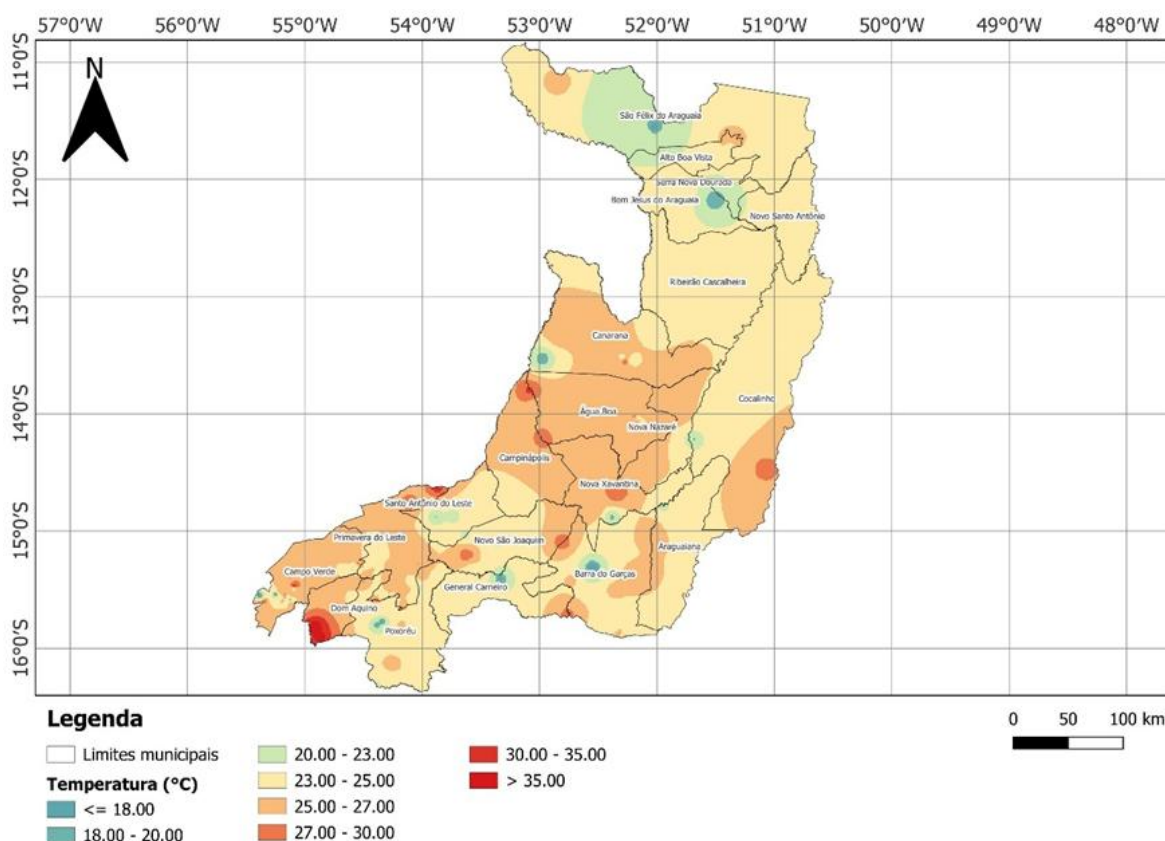 57°0'O 56°0'O 55°0'O 54°0'O 53°0'O 52°0'O 51°0'O 50°0'O 49°0'O 48°0'O
11°0'S
N
São Félix do Araguaia
Alto Boa Vista
12°0'S
Serra Nova Dourada
Bom Jesus do Araguaia
Novo Santo Antônio
Ribeirão Cascalheira
13°0'S
Canarana
Cocalinho
14°0'S
Água Boa
Nova Nazaré
Campinápolis
Nova Xavantina
Santo Antônio do Leste
15°0'S
Primavera do Leste
Novo São Joaquim
Araguaiana
Campo Verde
Barra do Garças
General Carneiro
Dom Aquino
Poxoréu
16°0'S
Legenda
Limites municipais
Temperatura (°C)
<= 18.00
18.00 - 20.00
20.00 - 23.00
23.00 - 25.00
25.00 - 27.00
27.00 - 30.00
30.00 - 35.00
> 35.00
0 50 100 km